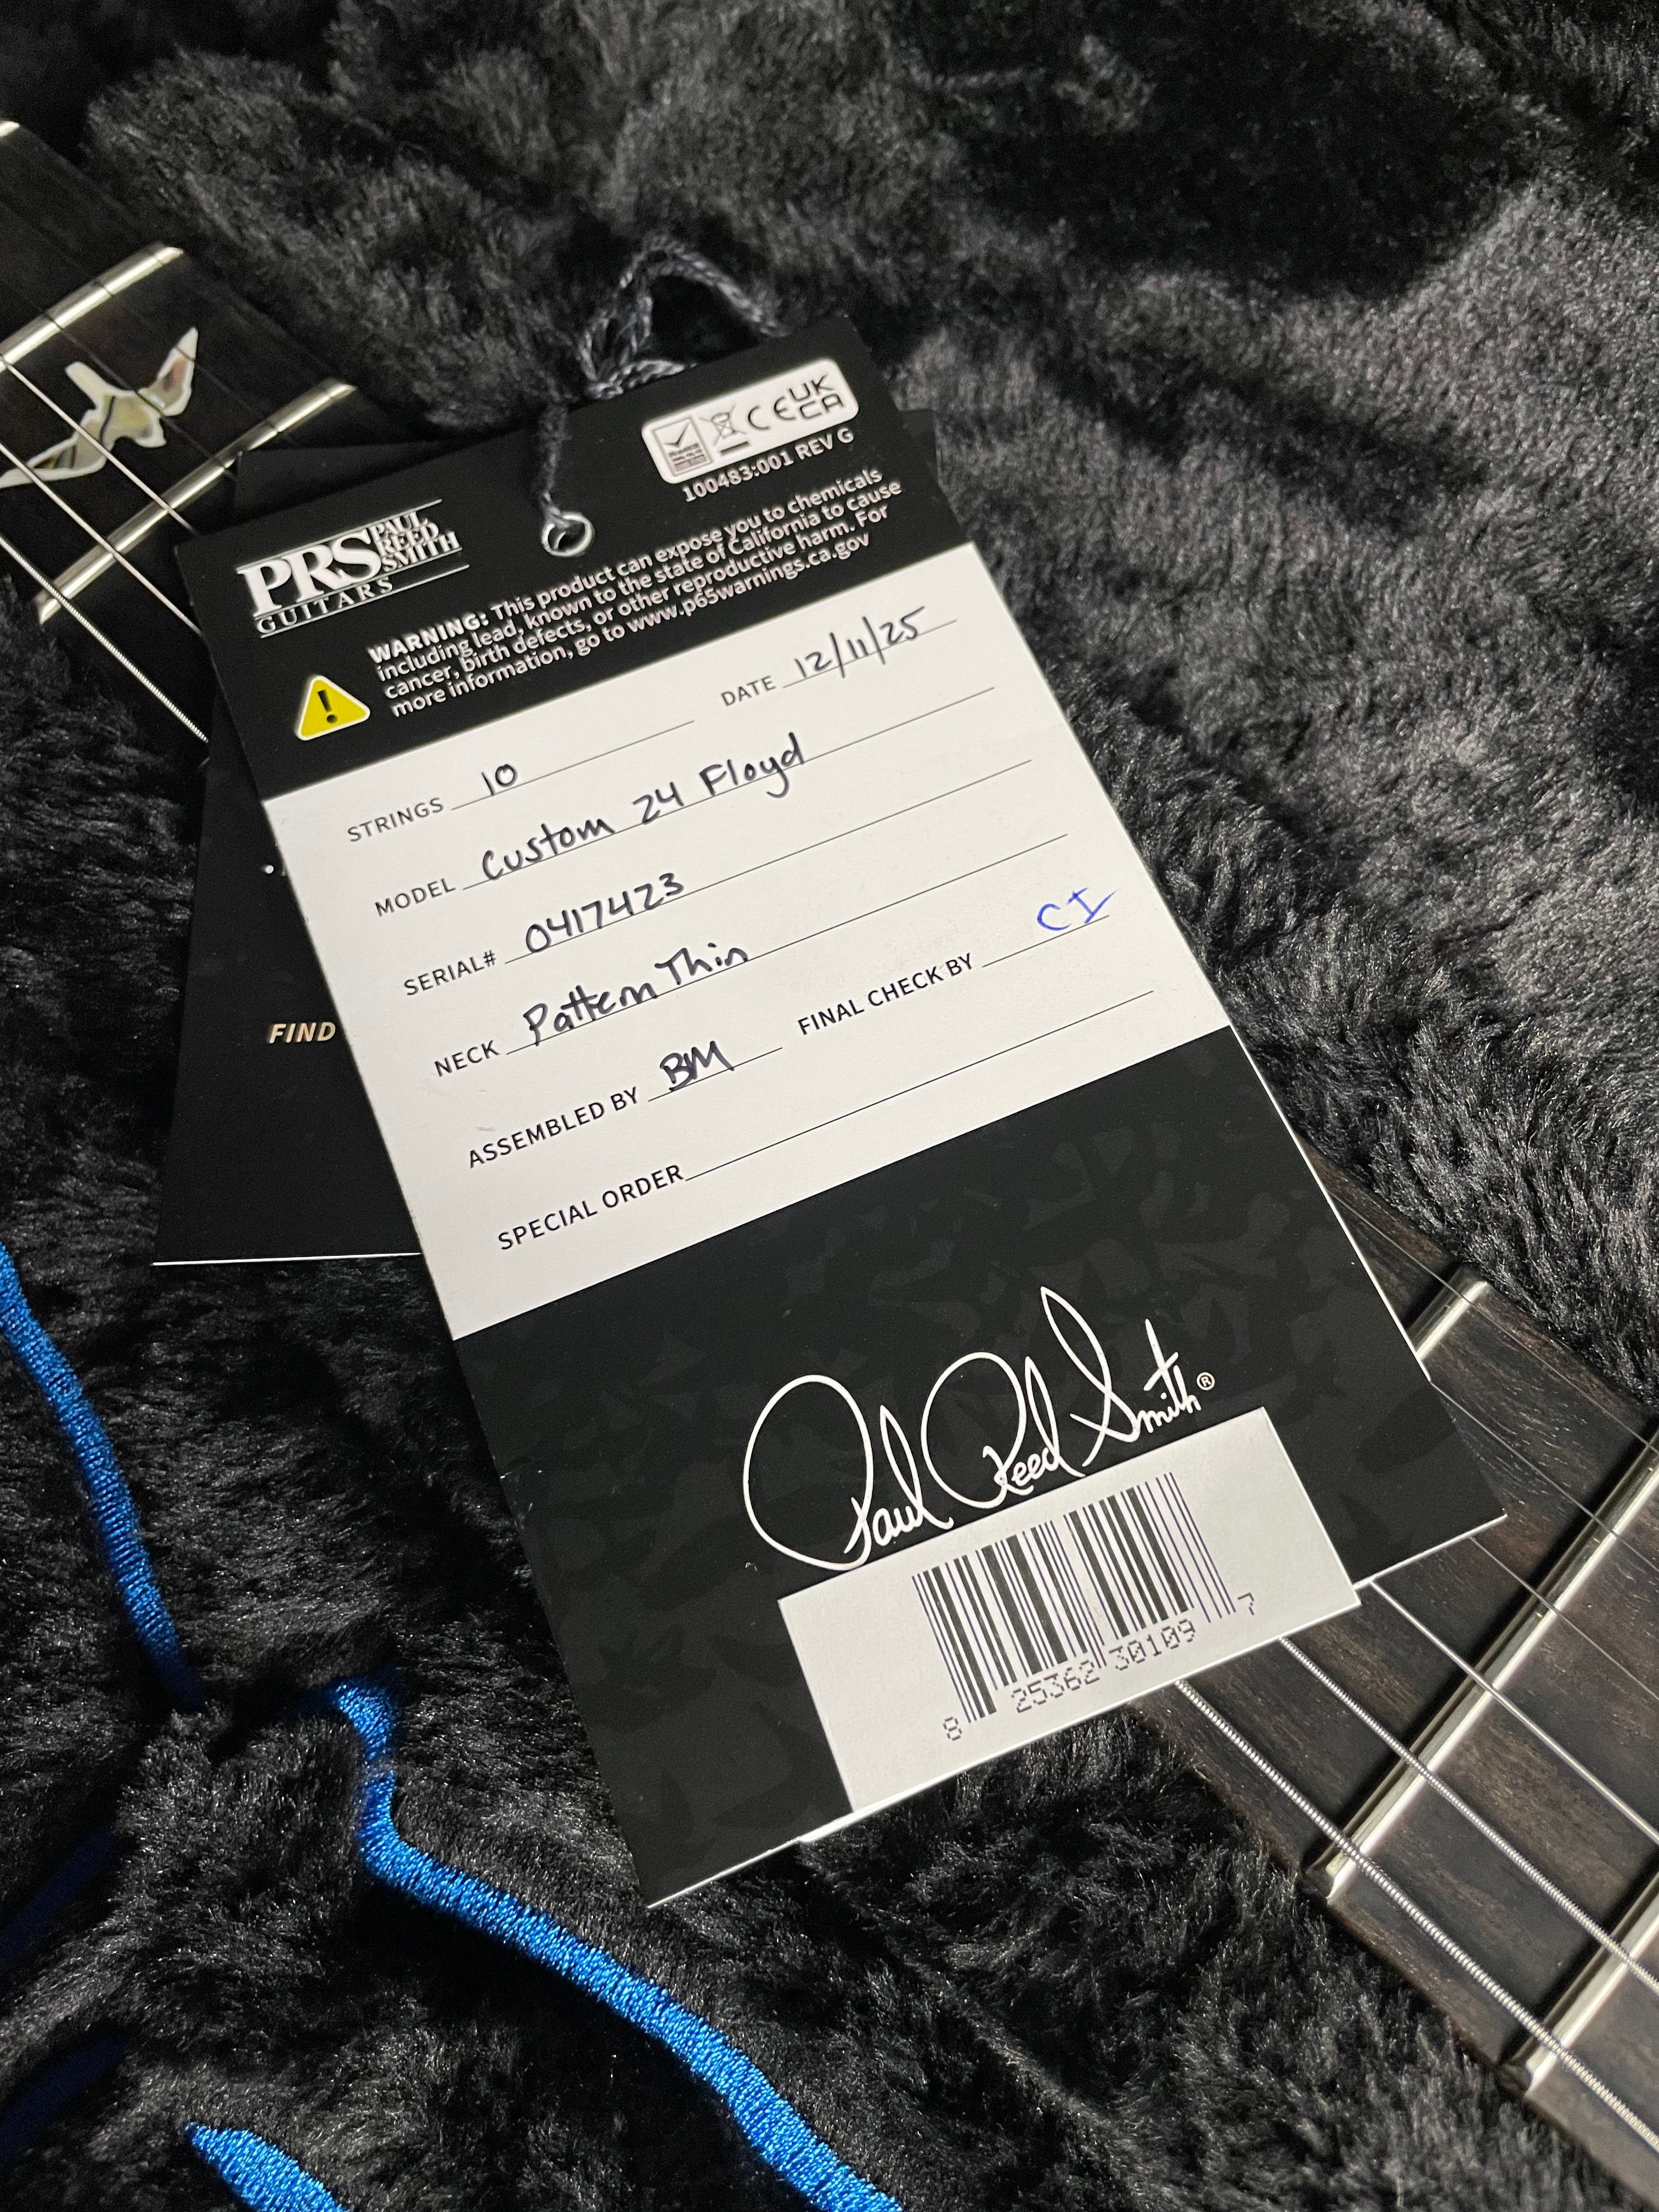 UK
CE CA
100483:001 REV G
PRS PAUL REED SMITH
GUITARS
WARNING: This product can expose you to chemicals
including lead, known to the state of California to cause
cancer, birth defects, or other reproductive harm. For
more information, go to www.p65warnings.ca.gov
STRINGS 10 DATE 12/11/25
MODEL Custom 24 Floyd
SERIAL# 0417423
NECK Pattern Thin
ASSEMBLED BY BM FINAL CHECK BY CI
SPECIAL ORDER
FIND
Paul Reed Smith®
8 25362 30109 7